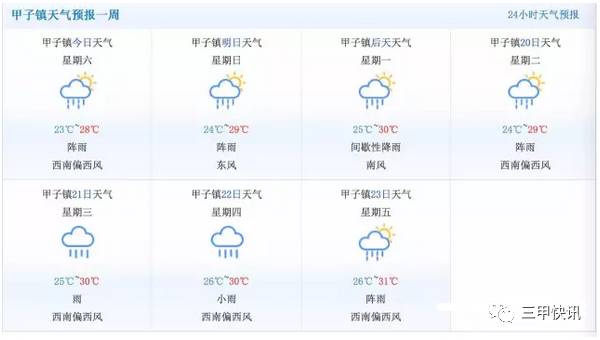 甲子镇天气预报一周
24小时天气预报
甲子镇今日天气
星期六
23℃~28℃
阵雨
西南偏西风
甲子镇明日天气
星期日
24℃~29℃
阵雨
东风
甲子镇后天天气
星期一
25℃~30℃
间歇性降雨
南风
甲子镇20日天气
星期二
24℃~29℃
阵雨
西南偏西风
甲子镇21日天气
星期三
25℃~30℃
雨
西南偏西风
甲子镇22日天气
星期四
26℃~30℃
小雨
西南偏西风
甲子镇23日天气
星期五
26℃~31℃
阵雨
西南偏西风
三甲快讯